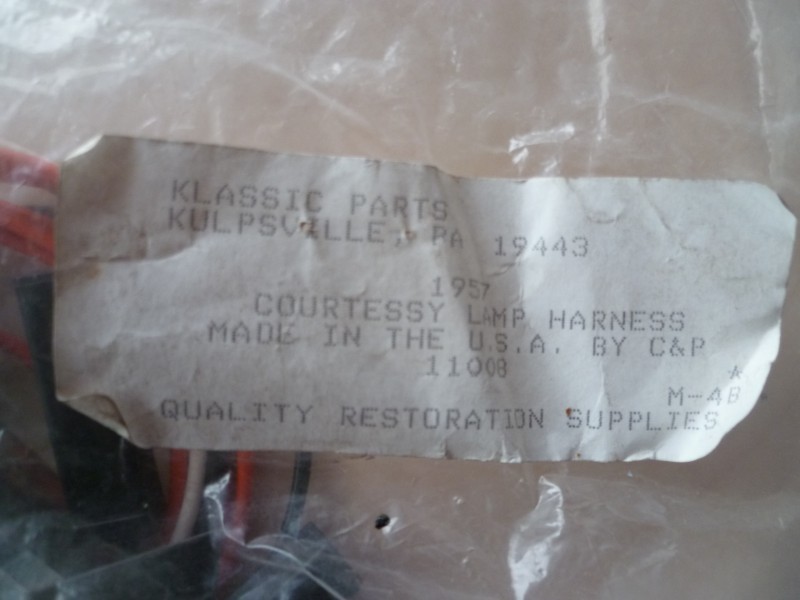 KLASSIC PARTS
KULPSVILLE, PA 19443
1957
COURTESSY LAMP HARNESS
MADE IN THE U.S.A. BY C&P
11008 *
M-4B
QUALITY RESTORATION SUPPLIES